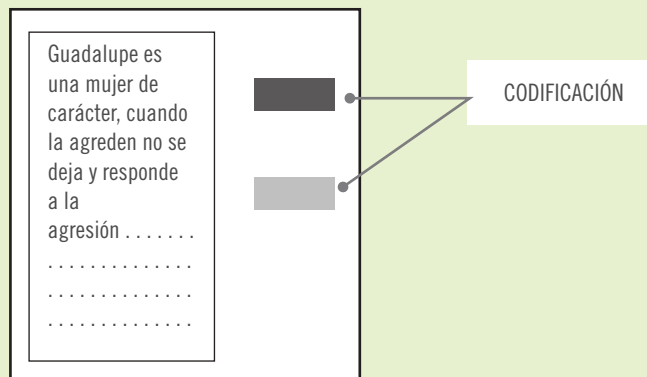 Guadalupe es
una mujer de
carácter, cuando
la agreden no se
deja y responde
a la
agresión . . . . . . .
. . . . . . . . . . . . . .
. . . . . . . . . . . . . .
. . . . . . . . . . . . . .
CODIFICACIÓN